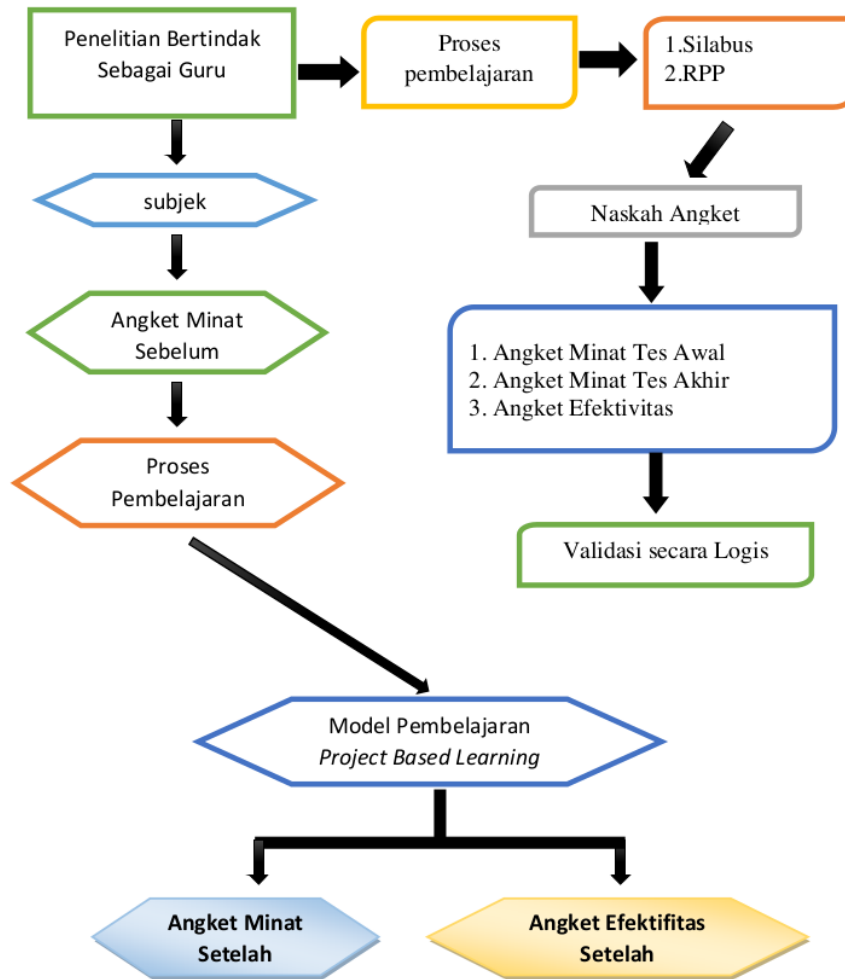 Penelitian Bertindak
Sebagai Guru
Proses
pembelajaran
1.Silabus
2.RPP
subjek
Naskah Angket
Angket Minat
Sebelum
1. Angket Minat Tes Awal
2. Angket Minat Tes Akhir
3. Angket Efektivitas
Proses
Pembelajaran
Validasi secara Logis
Model Pembelajaran
Project Based Learning
Angket Minat
Setelah
Angket Efektifitas
Setelah